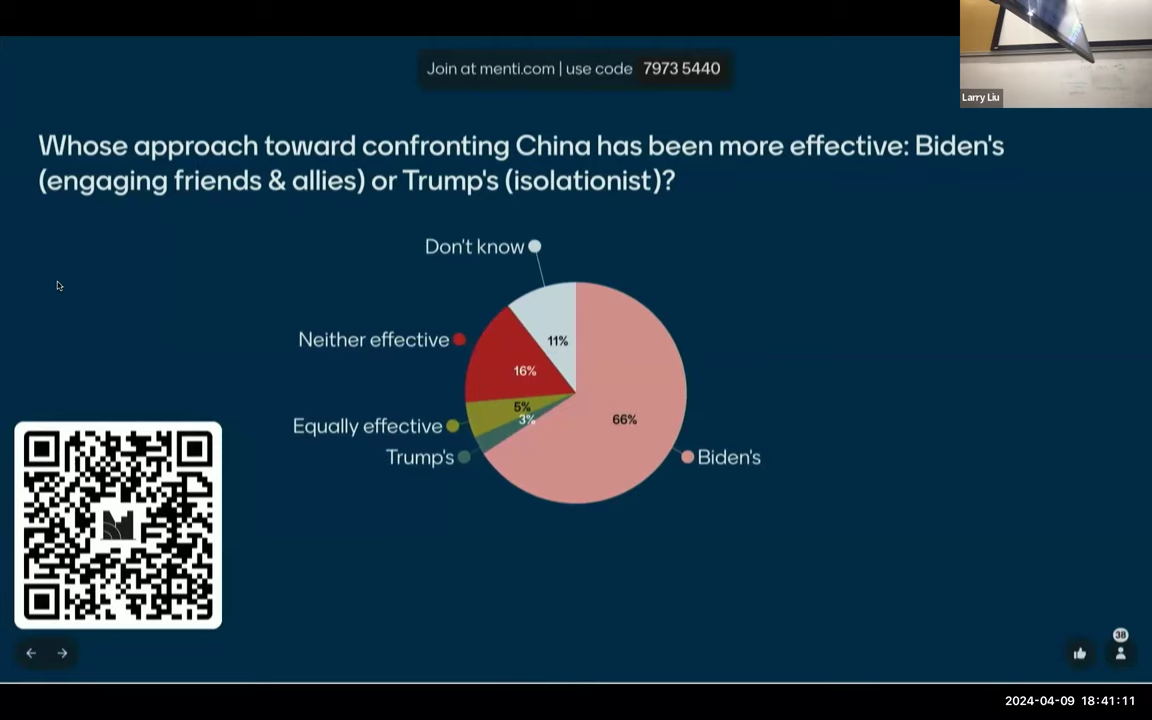 Join at menti.com | use code 7973 5440
Larry Liu
Whose approach toward confronting China has been more effective: Biden's
(engaging friends & allies) or Trump's (isolationist)?
Don't know
11%
Neither effective
16%
5%
3%
66%
Equally effective
Trump's
Biden's
38
2024-04-09 18:41:11